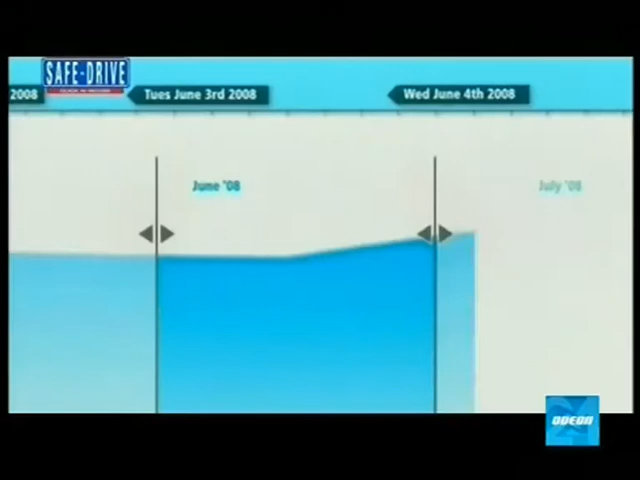 SAFE-DRIVE
2008
Tues June 3rd 2008
Wed June 4th 2008
June '08
July '08
ODEON